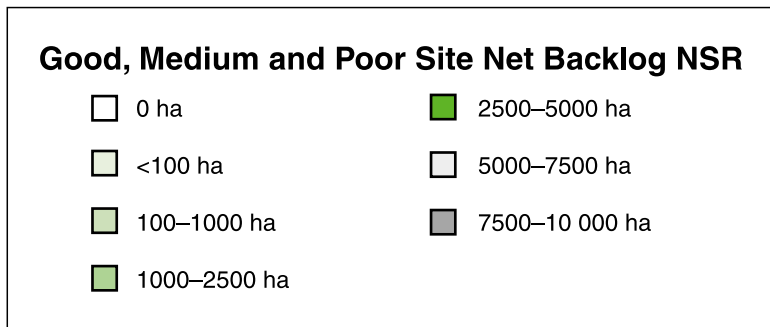 Good, Medium and Poor Site Net Backlog NSR
0 ha
<100 ha
100–1000 ha
1000–2500 ha
2500–5000 ha
5000–7500 ha
7500–10 000 ha